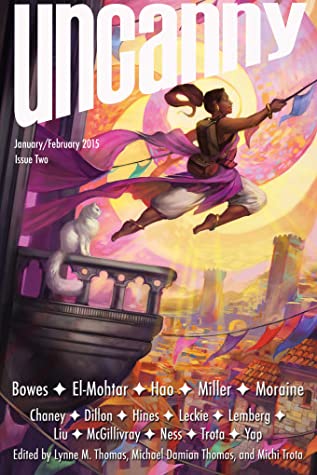 uncanny
January/February 2015
Issue Two
Bowes ✦ El-Mohtar ✦ Hao ✦ Miller ✦ Moraine
Chaney ✦ Dillon ✦ Hines ✦ Leckie ✦ Lemberg ✦
Liu ✦ McGillivray ✦ Ness ✦ Trota ✦ Yap
Edited by Lynne M. Thomas, Michael Damian Thomas, and Michi Trota